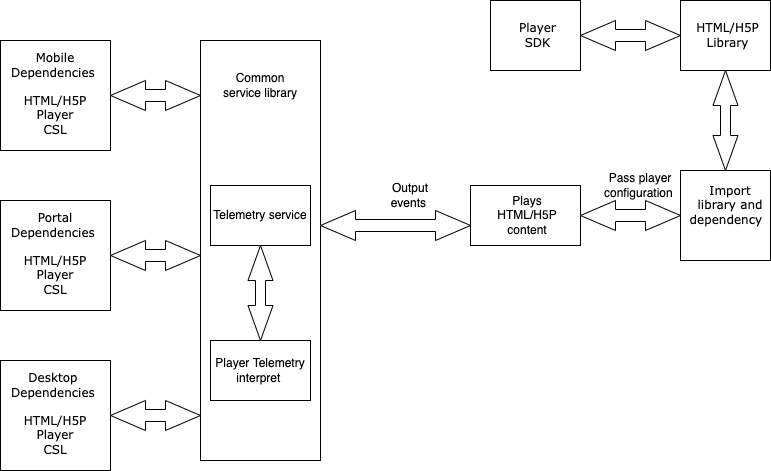 Player
SDK
HTML/H5P
Library
Mobile
Dependencies
HTML/H5P
Player
CSL
Common
service library
Portal
Dependencies
HTML/H5P
Player
CSL
Telemetry service
Output
events
Plays
HTML/H5P
content
Pass player
configuration
Import
library and
dependency
Player Telemetry
interpret
Desktop
Dependencies
HTML/H5P
Player
CSL